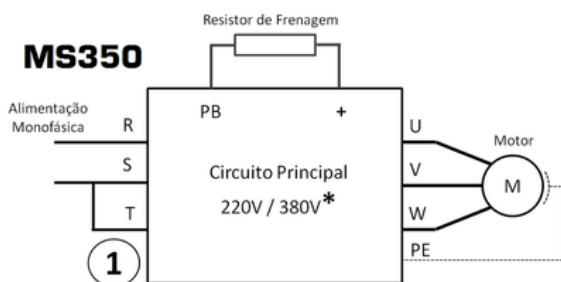 Resistor de Frenagem
MS350
Alimentação
Monofásica
R
S
T
PB
+
Circuito Principal
220V / 380V*
U
V
W
PE
Motor
M
1